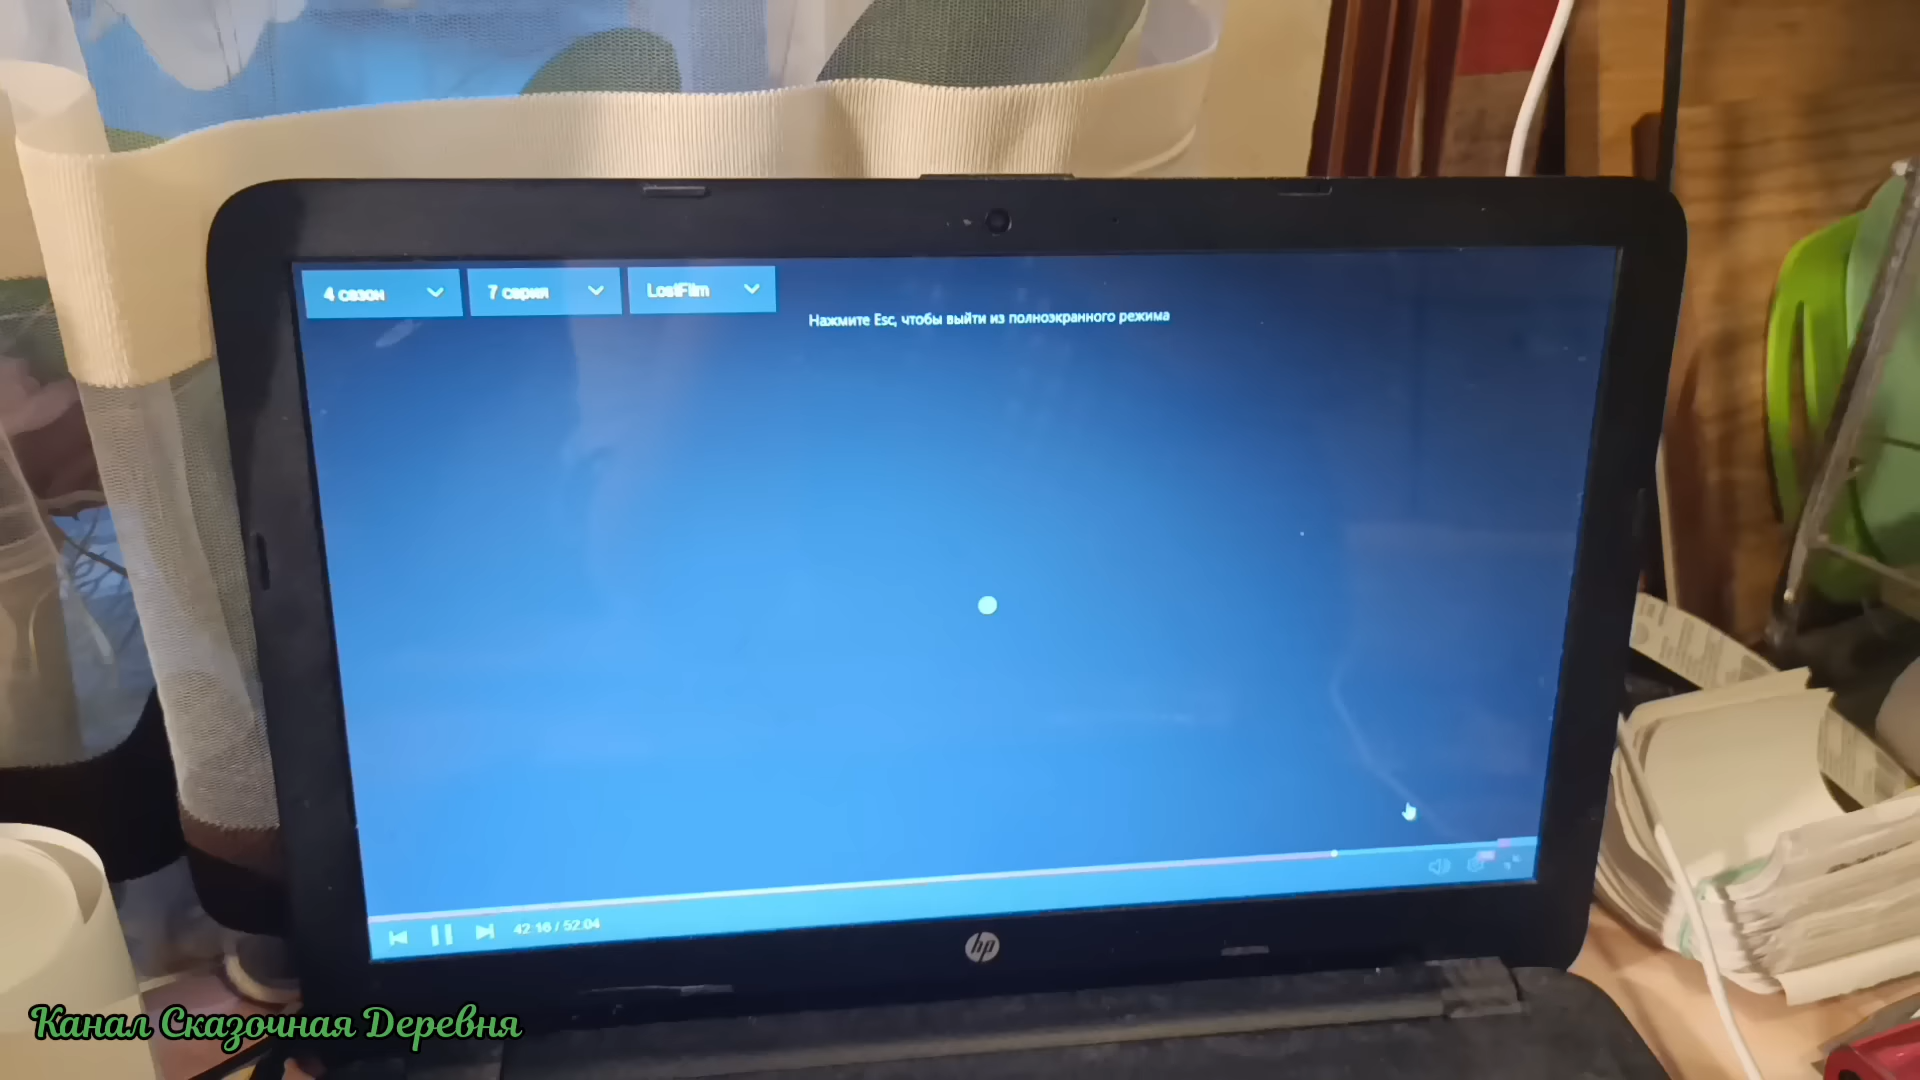 4 сезон
7 серия
LostFilm
Нажмите Esc, чтобы выйти из полноэкранного режима
42:16 / 52:04
hp
Канал Сказочная Деревня